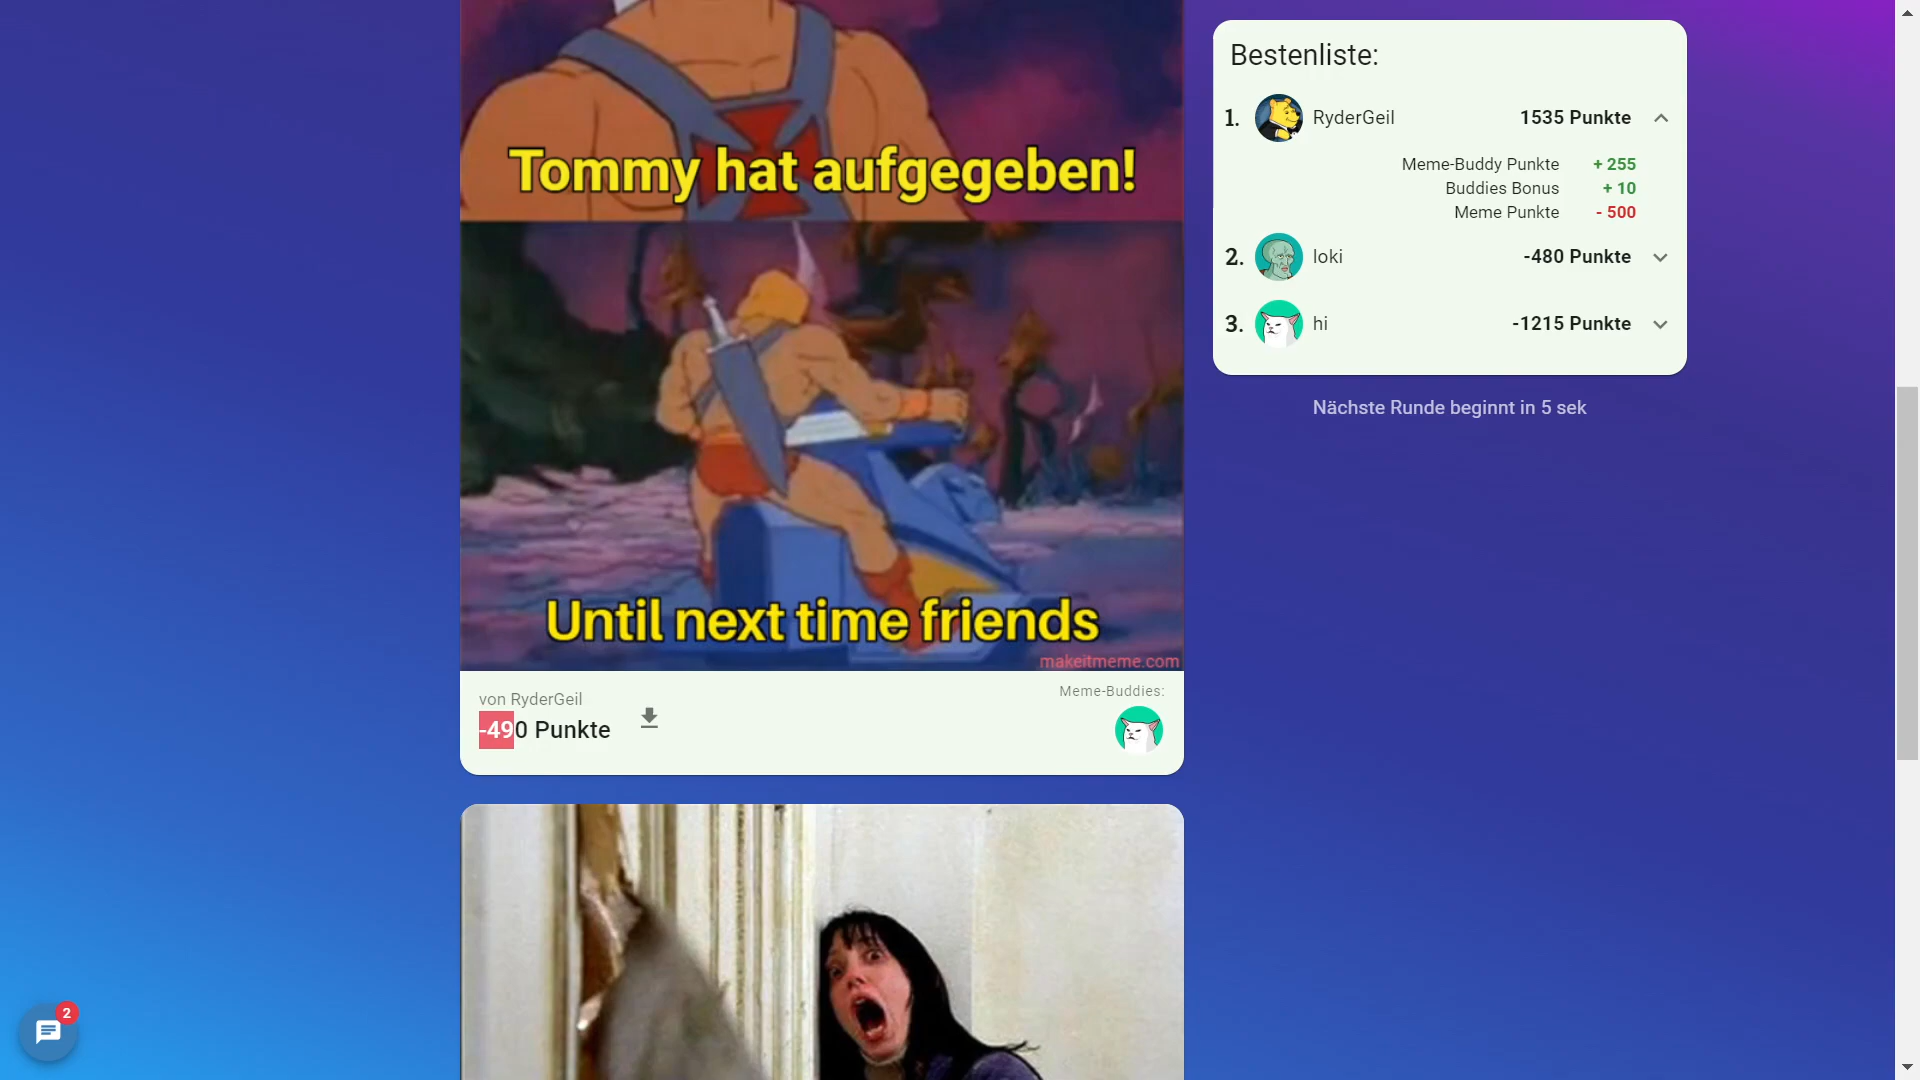 Tommy hat aufgegeben!
Until next time friends
makeitmeme.com
von RyderGeil
-490 Punkte
Meme-Buddies:
Bestenliste:
1. RyderGeil 1535 Punkte
Meme-Buddy Punkte + 255
Buddies Bonus + 10
Meme Punkte - 500
2. loki -480 Punkte
3. hi -1215 Punkte
Nächste Runde beginnt in 5 sek
2